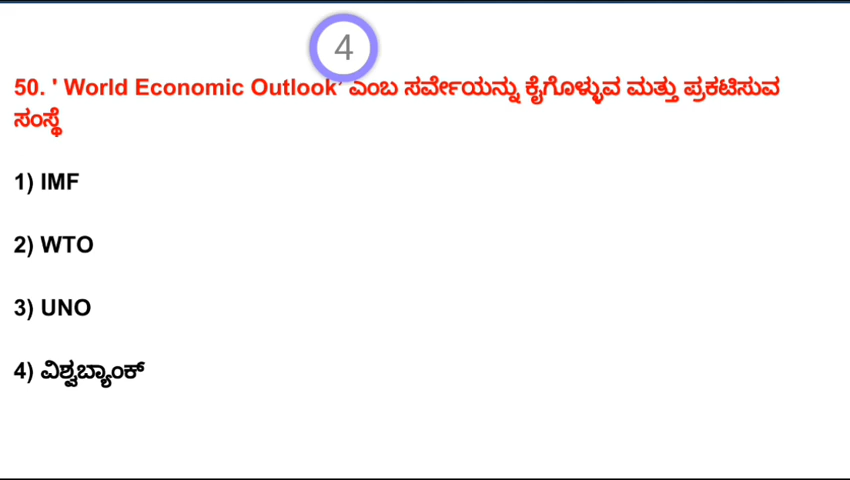 4
50. ' World Economic Outlook' ಎಂಬ ಸರ್ವೇಯನ್ನು ಕೈಗೊಳ್ಳುವ ಮತ್ತು ಪ್ರಕಟಿಸುವ
ಸಂಸ್ಥೆ
1) IMF
2) WTO
3) UNO
4) ವಿಶ್ವಬ್ಯಾಂಕ್